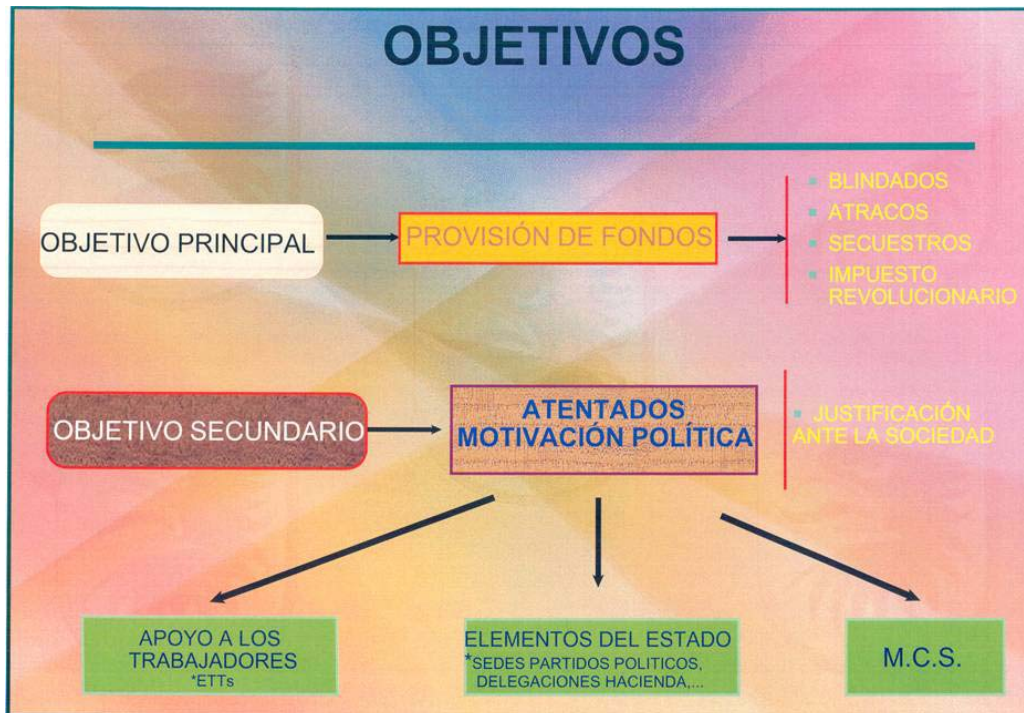 OBJETIVOS
OBJETIVO PRINCIPAL
PROVISIÓN DE FONDOS
BLINDADOS
ATRACOS
SECUESTROS
IMPUESTO
REVOLUCIONARIO
OBJETIVO SECUNDARIO
ATENTADOS
MOTIVACIÓN POLÍTICA
JUSTIFICACIÓN
ANTE LA SOCIEDAD
APOYO A LOS
TRABAJADORES
*ETTs
ELEMENTOS DEL ESTADO
*SEDES PARTIDOS POLITICOS,
DELEGACIONES HACIENDA,...
M.C.S.